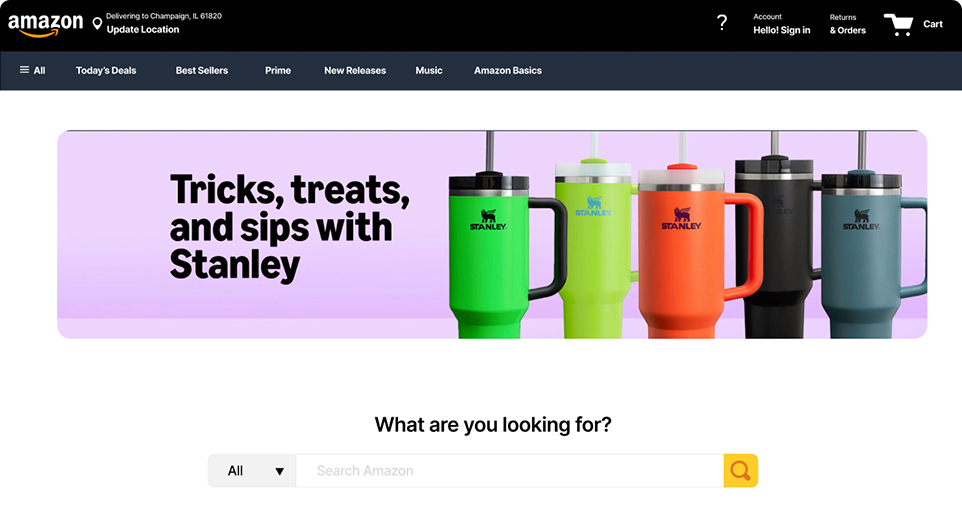 amazon
Delivering to Champaign, IL 61820
Update Location
?
Account
Hello! Sign in
Returns
& Orders
Cart
All
Today's Deals
Best Sellers
Prime
New Releases
Music
Amazon Basics
Tricks, treats,
and sips with
Stanley
STANLEY
STANLEY
STANLEY
STANLEY
What are you looking for?
All
Search Amazon